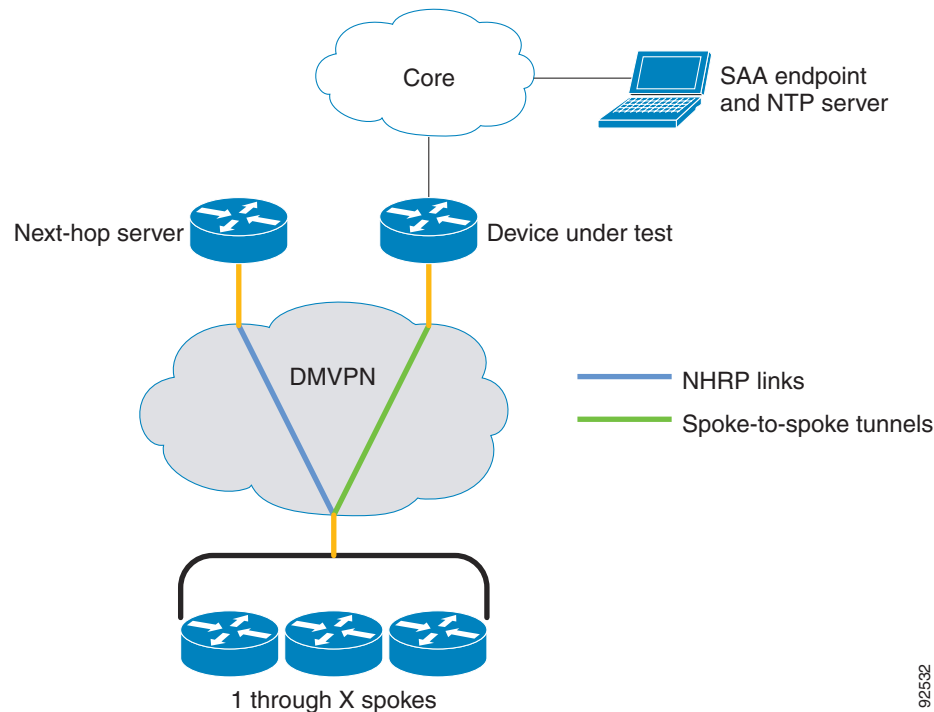 Core
SAA endpoint
and NTP server
Next-hop server
Device under test
DMVPN
NHRP links
Spoke-to-spoke tunnels
1 through X spokes
92532